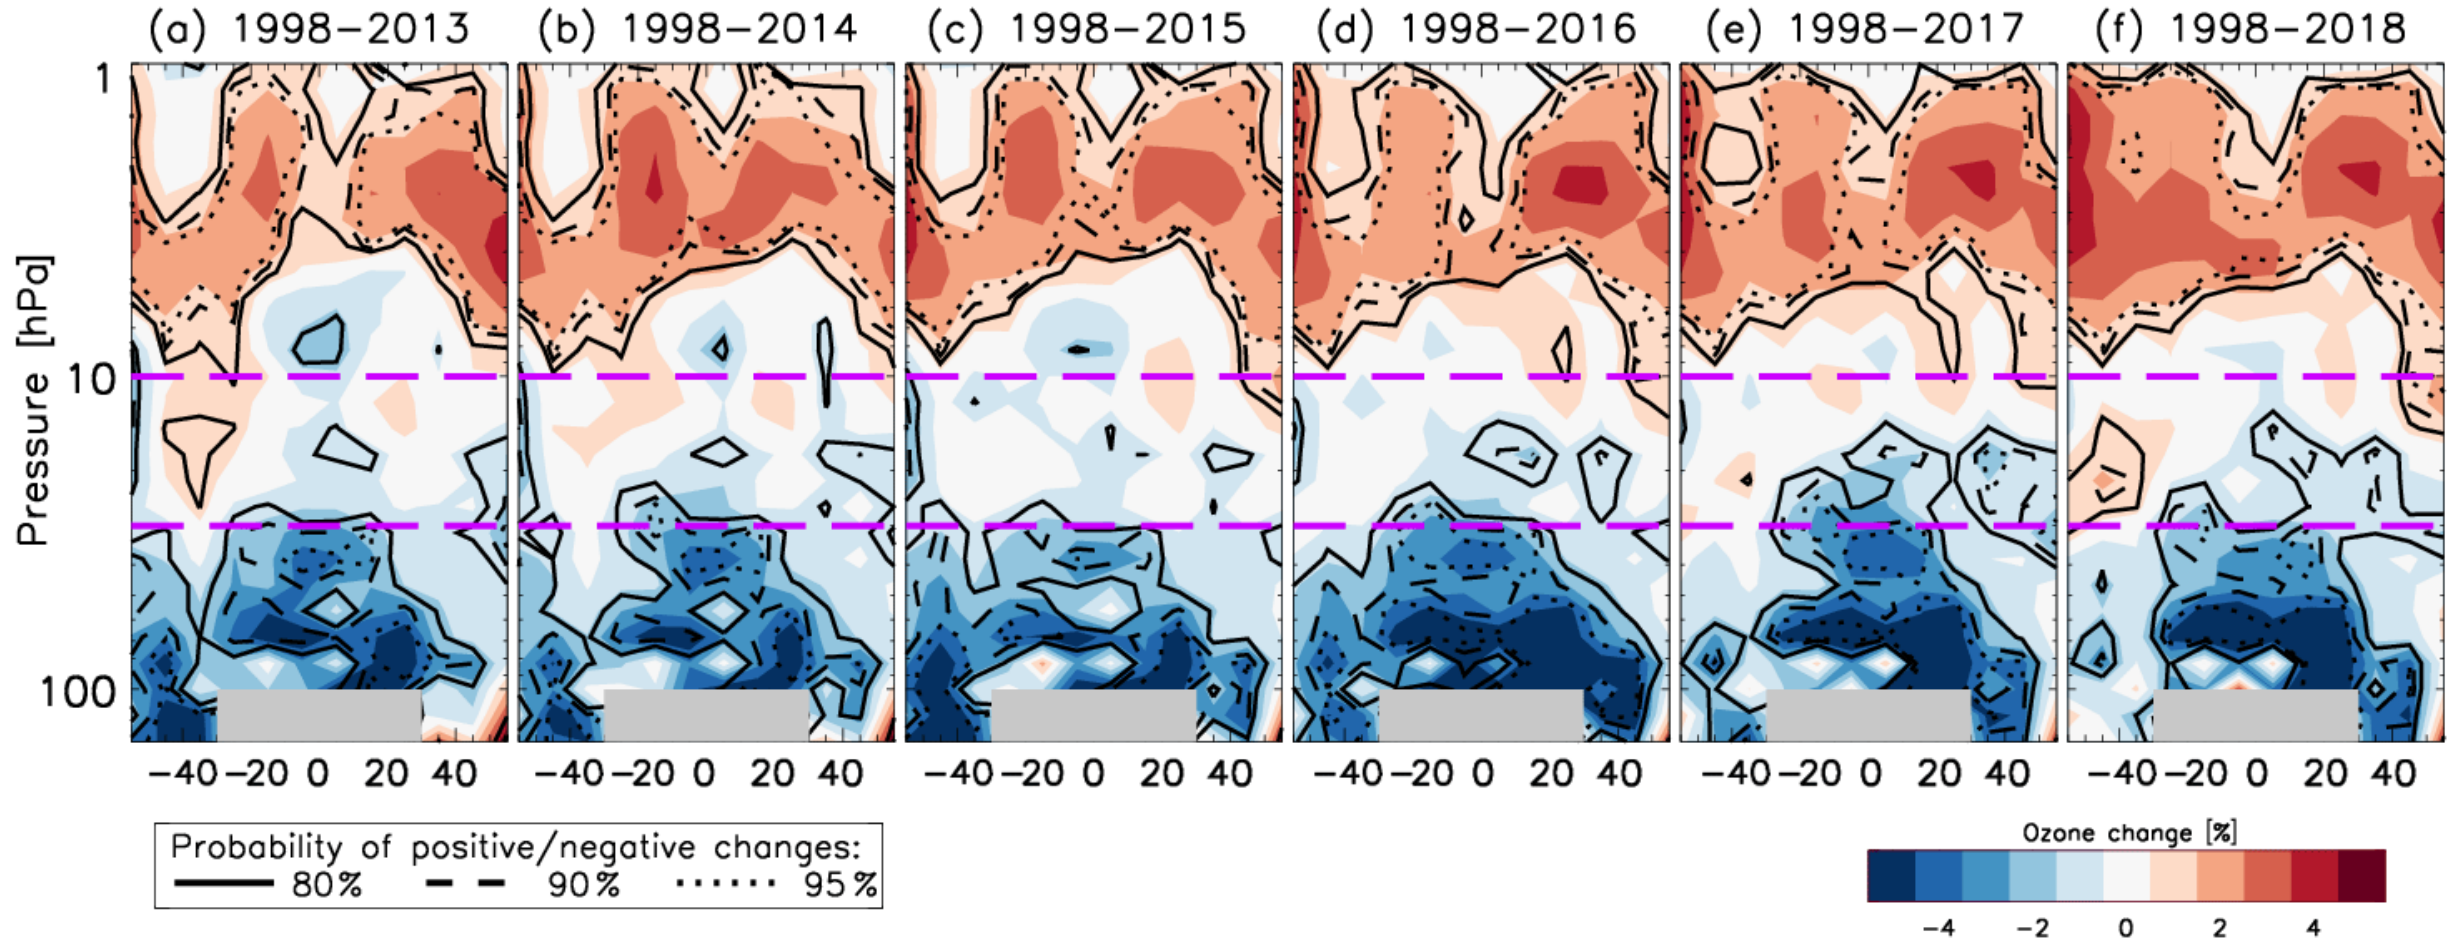 (a) 1998−2013 (b) 1998−2014 (c) 1998−2015 (d) 1998−2016 (e) 1998−2017 (f) 1998−2018
1
10
100
Pressure [hPa]
−40 −20 0 20 40 −40 −20 0 20 40 −40 −20 0 20 40 −40 −20 0 20 40 −40 −20 0 20 40 −40 −20 0 20 40
Probability of positive/negative changes:
80% 90% 95%
Ozone change [%]
−4 −2 0 2 4